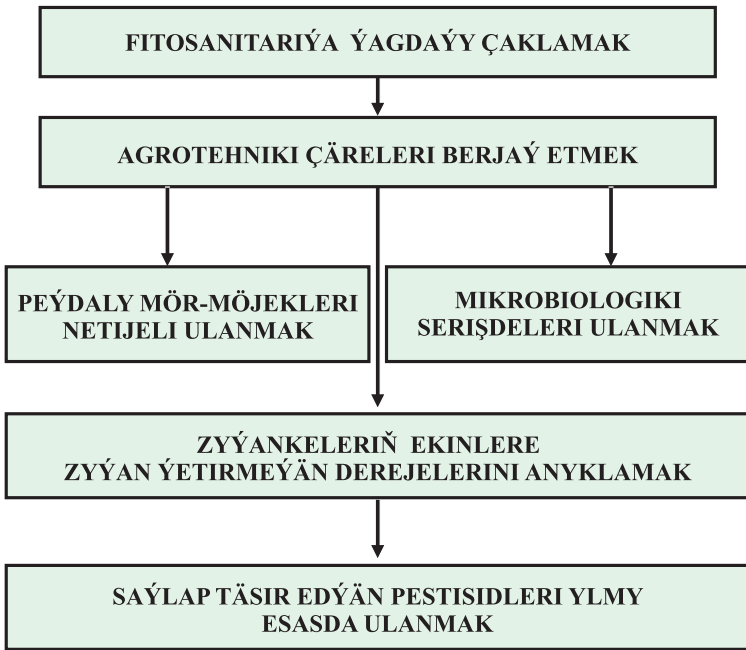 FITOSANITARIÝA ÝAGDAÝY ÇAKLAMAK
AGROTEHNIKI ÇÄRELERI BERJAÝ ETMEK
PEÝDALY MÖR-MÖJEKLERI
NETIJELI ULANMAK
MIKROBIOLOGIKI
SERIŞDELERI ULANMAK
ZYÝANKELERIŇ EKINLERE
ZYÝAN ÝETIRMEÝÄN DEREJELERINI ANYKLAMAK
SAÝLAP TÄSIR EDÝÄN PESTISIDLERI YLMY
ESASDA ULANMAK